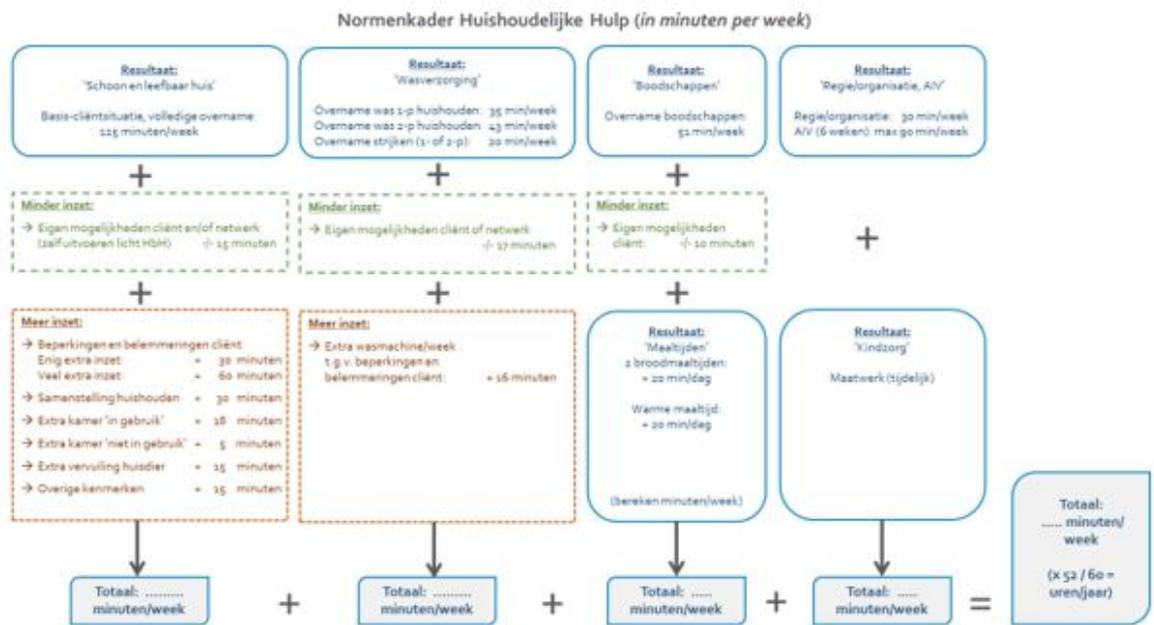 Normenkader Huishoudelijke Hulp (in minuten per week)
Resultaat:
'Schoon en leefbaar huis'
Basis-cliëntsituatie, volledige overname:
125 minuten/week
Resultaat:
'Wasverzorging'
Overname was 1-p huishouden: 35 min/week
Overname was 2-p huishouden: 43 min/week
Overname strijken (1- of 2-p): 20 min/week
Resultaat:
'Boodschappen'
Overname boodschappen:
51 min/week
Resultaat:
'Regie/organisatie, AIV'
Regie/organisatie: 30 min/week
AIV (6 weken): max 90 min/week
+ + +
Minder inzet:
→ Eigen mogelijkheden cliënt en/of netwerk
(zelf uitvoeren licht HbH) -/- 15 minuten
Minder inzet:
→ Eigen mogelijkheden cliënt of netwerk
-/- 17 minuten
Minder inzet:
→ Eigen mogelijkheden
cliënt: -/- 10 minuten
+
+ + +
Meer inzet:
→ Beperkingen en belemmeringen cliënt
Enig extra inzet: + 30 minuten
Veel extra inzet: + 60 minuten
→ Samenstelling huishouden + 30 minuten
→ Extra kamer 'in gebruik' + 18 minuten
→ Extra kamer 'niet in gebruik' + 5 minuten
→ Extra vervuiling huisdier + 15 minuten
→ Overige kenmerken + 15 minuten
Meer inzet:
→ Extra wasmachine/week
t.g.v. beperkingen en
belemmeringen cliënt: + 16 minuten
Resultaat:
'Maaltijden'
2 broodmaaltijden:
+ 20 min/dag
Warme maaltijd:
+ 20 min/dag
(bereken minuten/week)
Resultaat:
'Kindzorg'
Maatwerk (tijdelijk)
Totaal: .........
minuten/week
+
Totaal: .........
minuten/week
+
Totaal: .....
minuten/week
+
Totaal: .....
minuten/week
=
Totaal:
..... minuten/
week
(x 52 / 60 =
uren/jaar)